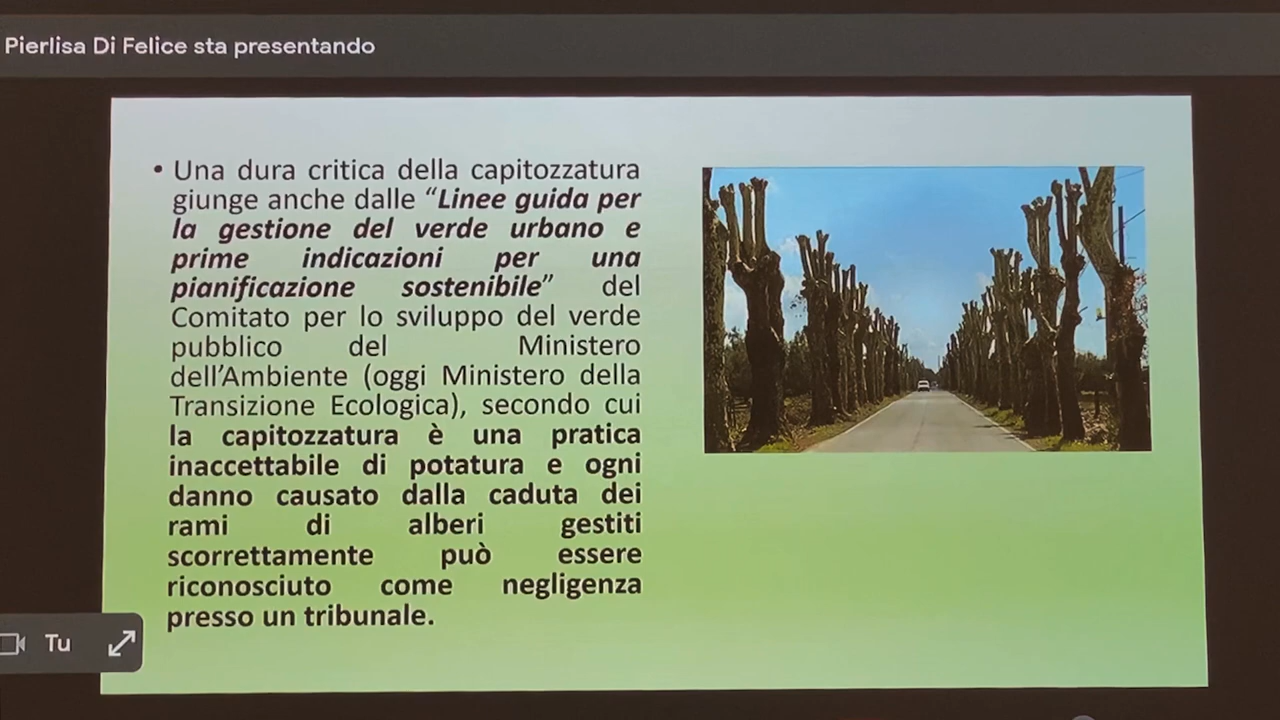 Pierlisa Di Felice sta presentando
• Una dura critica della capitozzatura
giunge anche dalle “Linee guida per
la gestione del verde urbano e
prime indicazioni per una
pianificazione sostenibile” del
Comitato per lo sviluppo del verde
pubblico del Ministero
dell’Ambiente (oggi Ministero della
Transizione Ecologica), secondo cui
la capitozzatura è una pratica
inaccettabile di potatura e ogni
danno causato dalla caduta dei
rami di alberi gestiti
scorrettamente può essere
riconosciuto come negligenza
presso un tribunale.
Tu